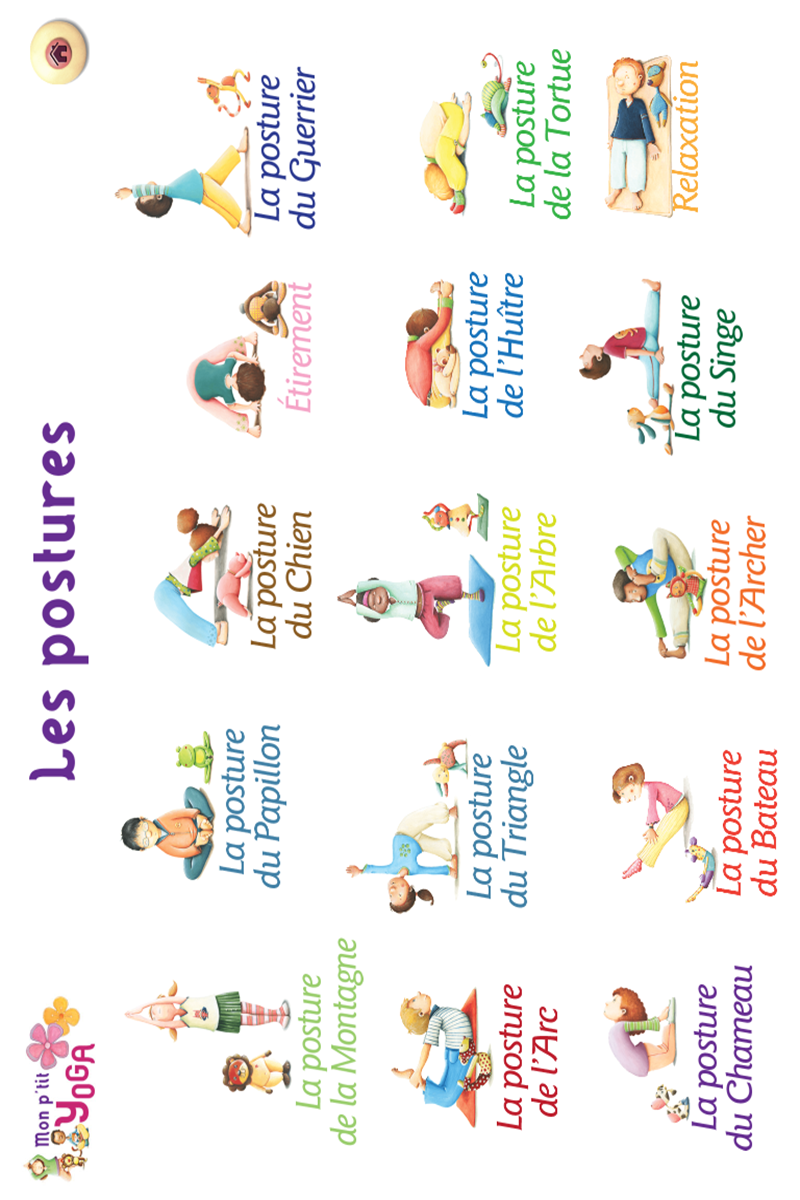 Mon p'tit
YOGA
Les postures
La posture
de la Montagne
La posture
du Papillon
La posture
du Chien
Étirement
La posture
du Guerrier
La posture
de l'Arc
La posture
du Triangle
La posture
de l'Arbre
La posture
de l'Huître
La posture
de la Tortue
La posture
du Chameau
La posture
du Bateau
La posture
de l'Archer
La posture
du Singe
Relaxation